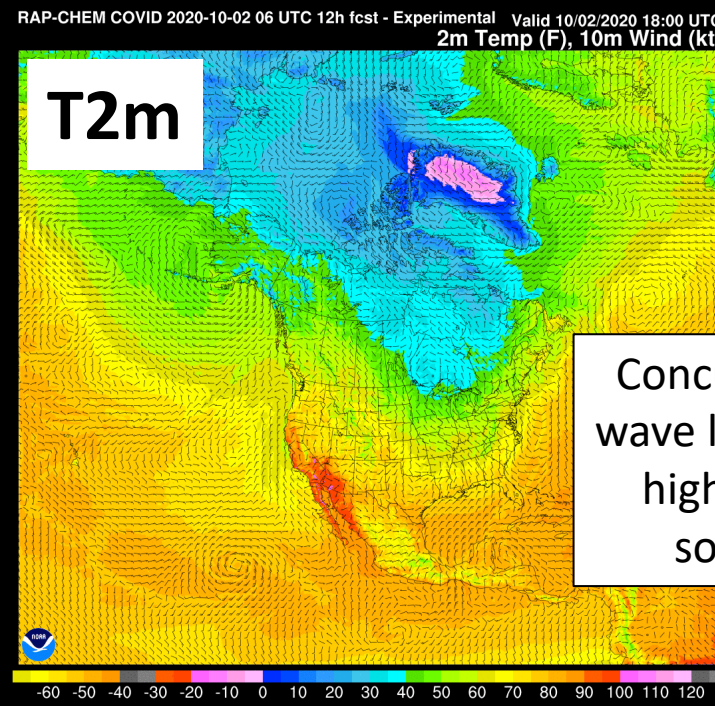 RAP-CHEM COVID 2020-10-02 06 UTC 12h fcst - Experimental Valid 10/02/2020 18:00 UTC
2m Temp (F), 10m Wind (kt
T2m
Conc
wave l
high
so
NOAA
-60 -50 -40 -30 -20 -10 0 10 20 30 40 50 60 70 80 90 100 110 120